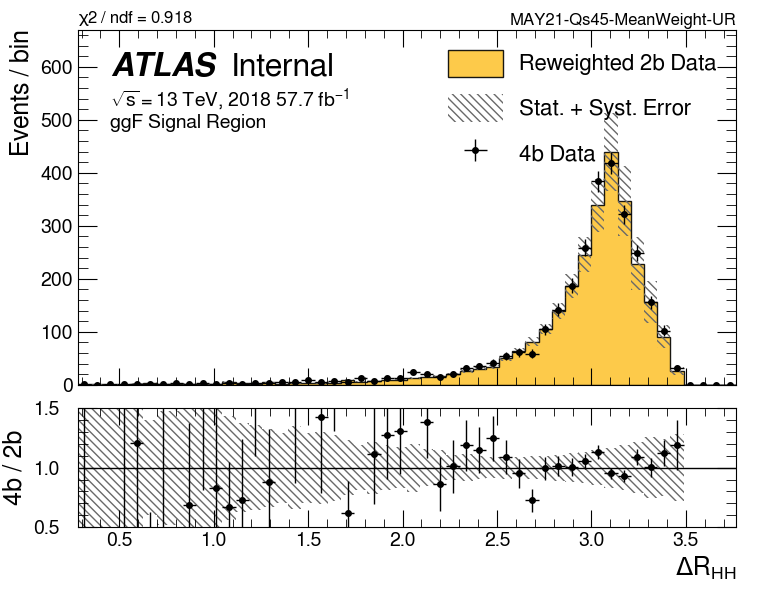 χ2 / ndf = 0.918
MAY21-Qs45-MeanWeight-UR
Events / bin
600
500
400
300
200
100
0
ATLAS Internal
√s = 13 TeV, 2018 57.7 fb⁻¹
ggF Signal Region
Reweighted 2b Data
Stat. + Syst. Error
4b Data
4b / 2b
1.5
1.0
0.5
0.5 1.0 1.5 2.0 2.5 3.0 3.5
ΔR_HH